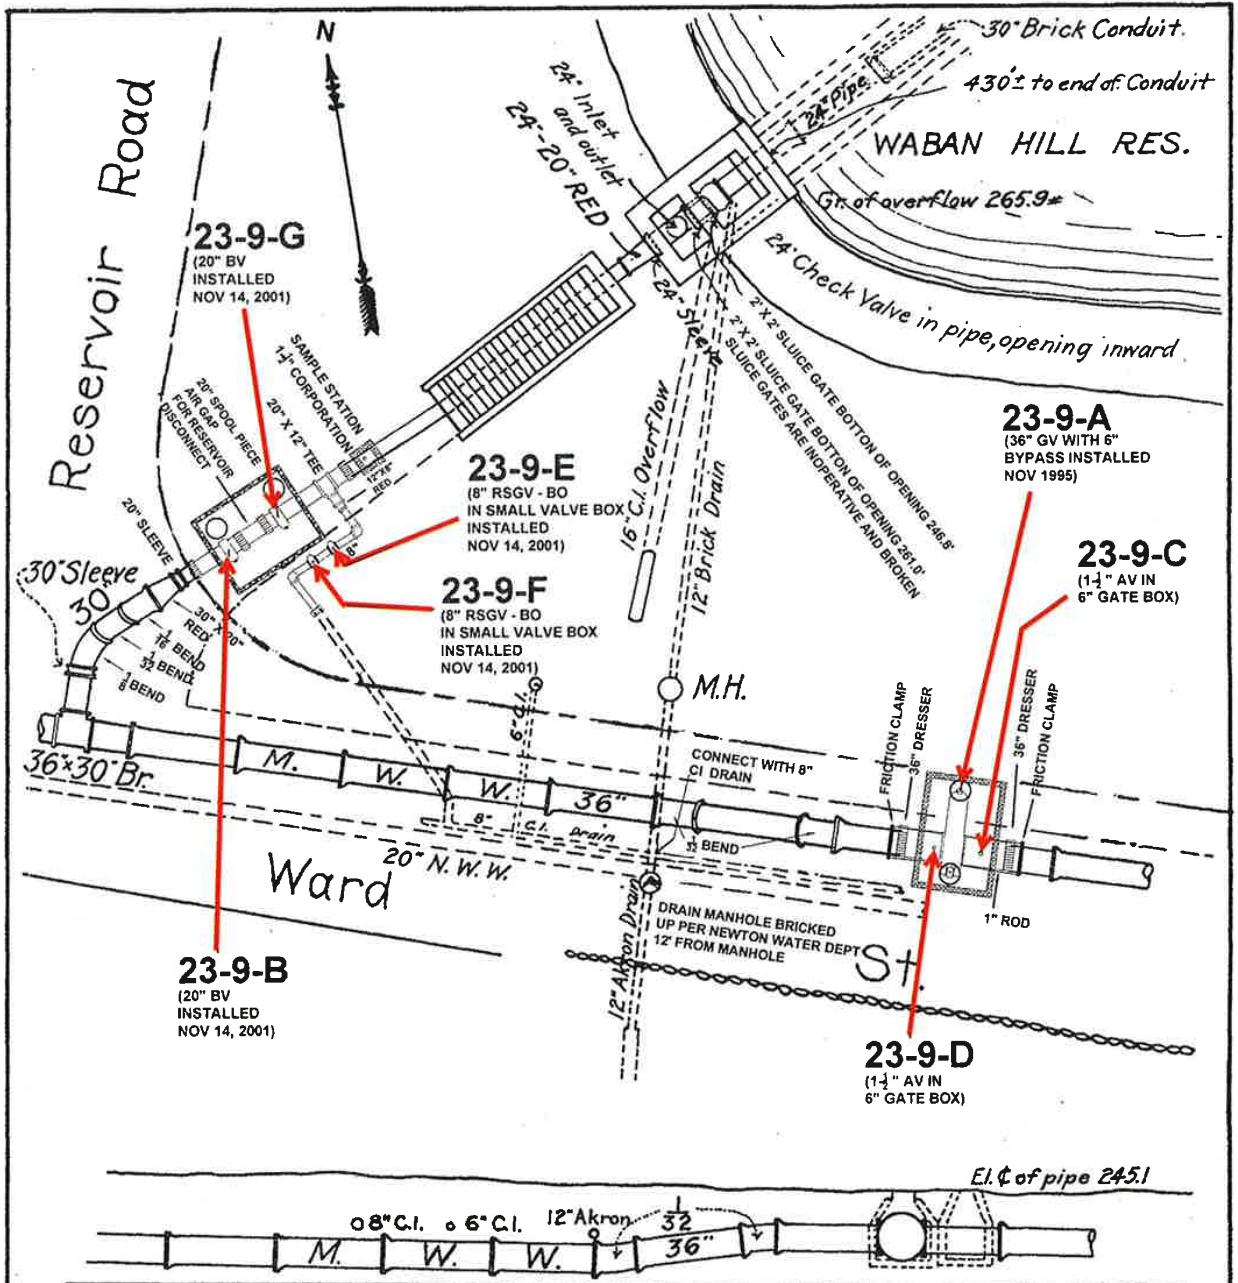 N
30" Brick Conduit.
430'± to end of Conduit
24" Pipe
WABAN HILL RES.
Gr. of overflow 265.9±
24" Inlet
and outlet
24"-20" RED
24" Check Valve in pipe, opening inward
Reservoir Road
23-9-G
(20" BV
INSTALLED
NOV 14, 2001)
SAMPLE STATION
1½" CORPORATION
20" X 12" TEE
20" SPOOL PIECE
AIR GAP
FOR RESERVOIR
DISCONNECT
12"X8"
RED
24" Sleeve
2' X 2' SLUICE GATE BOTTOM OF OPENING 246.8'
2' X 2' SLUICE GATE BOTTOM OF OPENING 261.0'
SLUICE GATES ARE INOPERATIVE AND BROKEN
16" C.I. Overflow
12" Brick Drain
23-9-A
(36" GV WITH 6"
BYPASS INSTALLED
NOV 1995)
23-9-E
(8" RSGV - BO
IN SMALL VALVE BOX
INSTALLED
NOV 14, 2001)
8"
23-9-C
(1-½" AV IN
6" GATE BOX)
23-9-F
(8" RSGV - BO
IN SMALL VALVE BOX
INSTALLED
NOV 14, 2001)
20" SLEEVE
30" Sleeve
30"
30" X 20"
RED
1/16 BEND
1/32 BEND
1/8 BEND
6" C.I.
M.H.
FRICTION CLAMP
36" DRESSER
36" DRESSER
FRICTION CLAMP
CONNECT WITH 8"
CI DRAIN
36"x30" Br.
M. W. W. 36"
1/32 BEND
8" C.I. Drain
20" N.W.W.
Ward St.
1" ROD
DRAIN MANHOLE BRICKED
UP PER NEWTON WATER DEPT
12' FROM MANHOLE
12" Akron Drain
23-9-B
(20" BV
INSTALLED
NOV 14, 2001)
23-9-D
(1-½" AV IN
6" GATE BOX)
El. ₵ of pipe 245.1
8" C.I. 6" C.I. 12" Akron 1/32
M. W. W. 36"